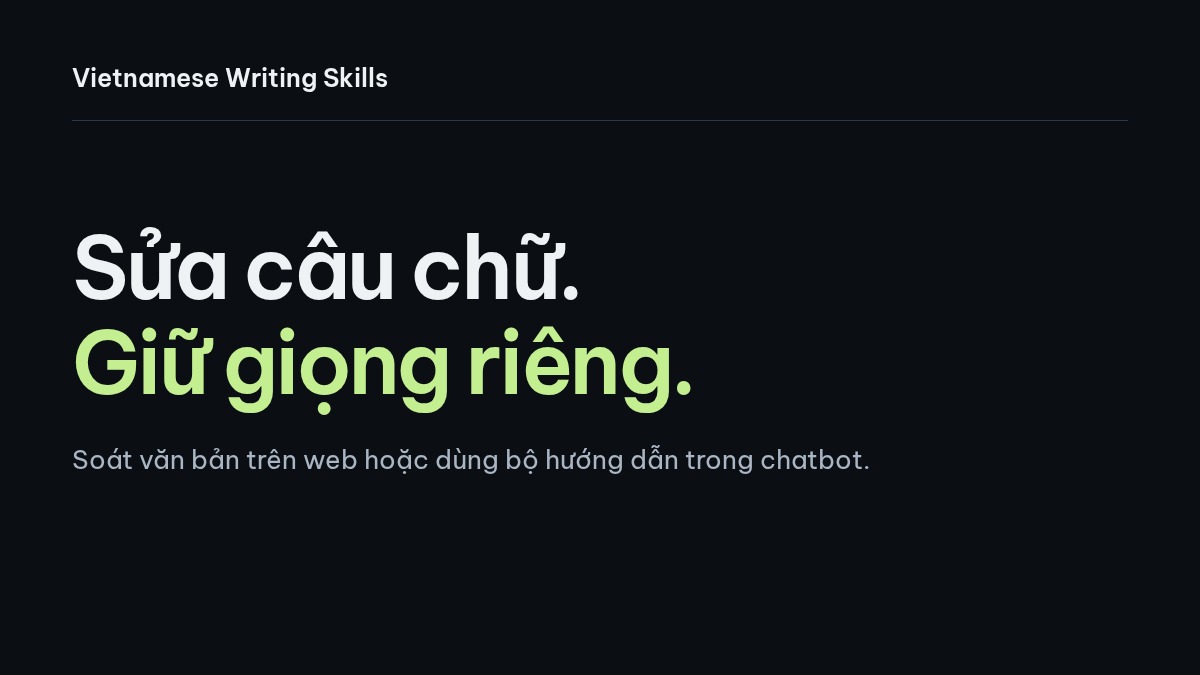 Vietnamese Writing Skills
Sửa câu chữ.
Giữ giọng riêng.
Soát văn bản trên web hoặc dùng bộ hướng dẫn trong chatbot.